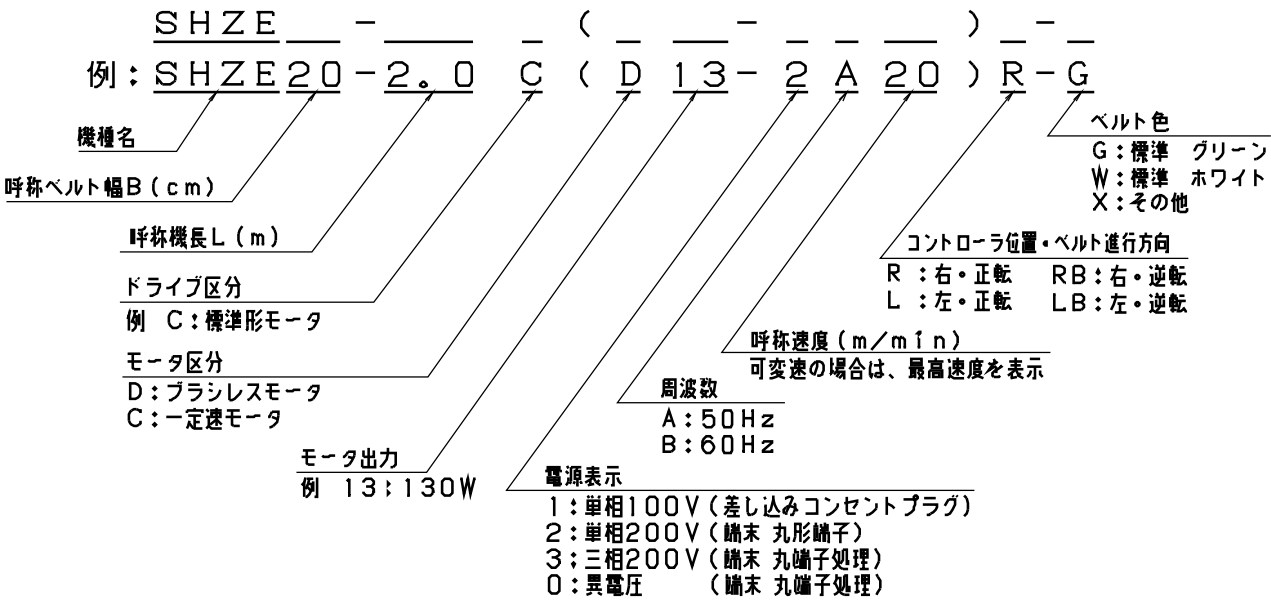 SHZE__-___ _(_ __-_ _ __)_-_
例：SHZE20-2.0 C(D13-2A20)R-G
機種名
呼称ベルト幅B(cm)
呼称機長L(m)
ドライブ区分
例 C：標準形モータ
モータ区分
D：ブラシレスモータ
C：一定速モータ
モータ出力
例 13：130W
電源表示
1：単相100V(差し込みコンセントプラグ)
2：単相200V(端末 丸形端子)
3：三相200V(端末 丸端子処理)
0：異電圧 (端末 丸端子処理)
周波数
A：50Hz
B：60Hz
呼称速度(m/min)
可変速の場合は、最高速度を表示
コントローラ位置・ベルト進行方向
R：右・正転 RB：右・逆転
L：左・正転 LB：左・逆転
ベルト色
G：標準 グリーン
W：標準 ホワイト
X：その他